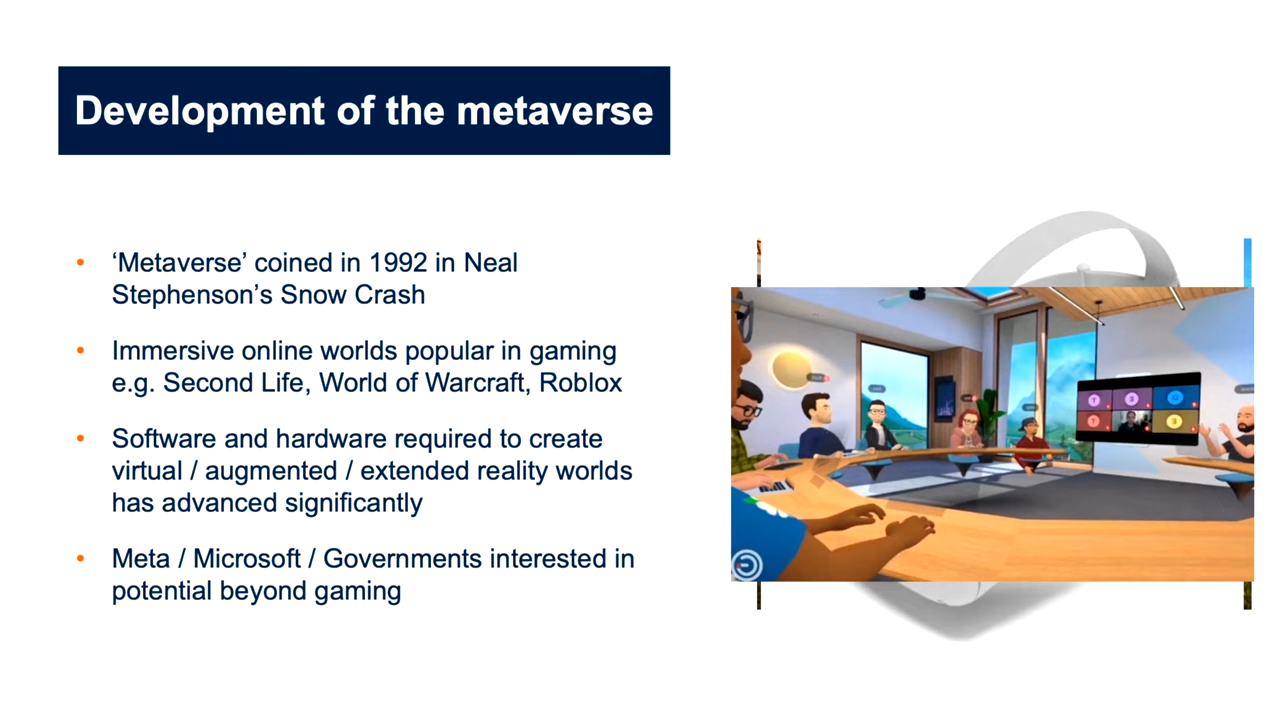 Development of the metaverse
• ‘Metaverse’ coined in 1992 in Neal
Stephenson’s Snow Crash
• Immersive online worlds popular in gaming
e.g. Second Life, World of Warcraft, Roblox
• Software and hardware required to create
virtual / augmented / extended reality worlds
has advanced significantly
• Meta / Microsoft / Governments interested in
potential beyond gaming